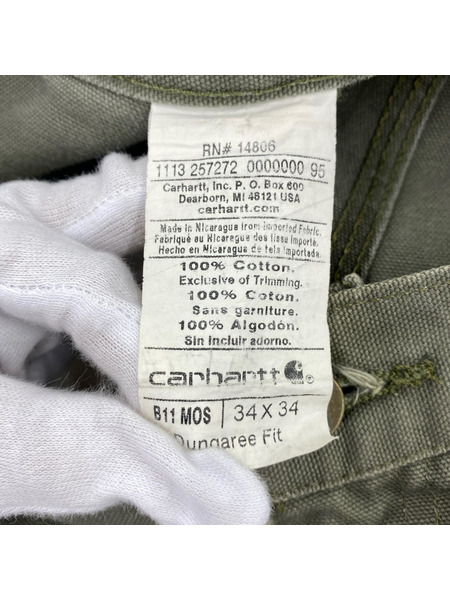 RN# 14806
1113 257272 0000000 95
Carhartt, Inc. P. O. Box 600
Dearborn, MI 48121 USA
carhartt.com
Made in Nicaragua from Imported Fabric.
Fabriqué au Nicaragua des tisse importé.
Hecho en Nicaragua de tela importada.
100% Cotton.
Exclusive of Trimming.
100% Coton.
Sans garniture.
100% Algodón.
Sin incluir adorno.
carhartt
B11 MOS 34 X 34
Dungaree Fit